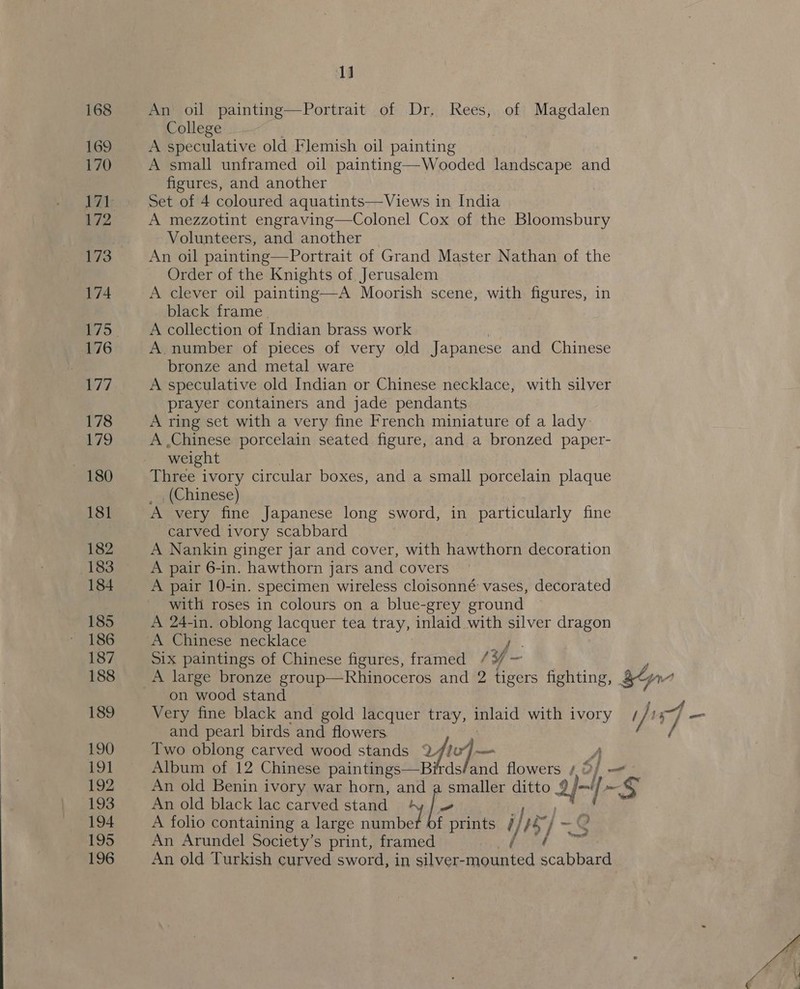 11
168 An oil painting—Portrait of Dr. Rees, of Magdalen
College
169 A speculative old Flemish oil painting
170 A small unframed oil painting—Wooded landscape and
figures, and another
171 Set of 4 coloured aquatints—Views in India
172 A mezzotint engraving—Colonel Cox of the Bloomsbury
Volunteers, and another
173 An oil painting—Portrait of Grand Master Nathan of the
Order of the Knights of Jerusalem
174 A clever oil painting—A Moorish scene, with figures, in
black frame
175 A collection of Indian brass work
176 A number of pieces of very old Japanese and Chinese
bronze and metal ware
177 A speculative old Indian or Chinese necklace, with silver
prayer containers and jade pendants
178 A ring set with a very fine French miniature of a lady
179 A Chinese porcelain seated figure, and a bronzed paper-
weight
180 Three ivory circular boxes, and a small porcelain plaque
(Chinese)
181 A very fine Japanese long sword, in particularly fine
carved ivory scabbard
182 A Nankin ginger jar and cover, with hawthorn decoration
183 A pair 6-in. hawthorn jars and covers
184 A pair 10-in. specimen wireless cloisonné vases, decorated
with roses in colours on a blue-grey ground
185 A 24-in. oblong lacquer tea tray, inlaid with silver dragon
186 A Chinese necklace
187 Six paintings of Chinese figures, framed
188 A large bronze group—Rhinoceros and 2 tigers fighting,
on wood stand
189 Very fine black and gold lacquer tray, inlaid with ivory
and pearl birds and flowers
190 Two oblong carved wood stands
191 Album of 12 Chinese paintings—Birds and flowers
192 An old Benin ivory war horn, and a smaller ditto
193 An old black lac carved stand
194 A folio containing a large number of prints
195 An Arundel Society's print, framed
196 An old Turkish curved sword, in silver-mounted scabbard